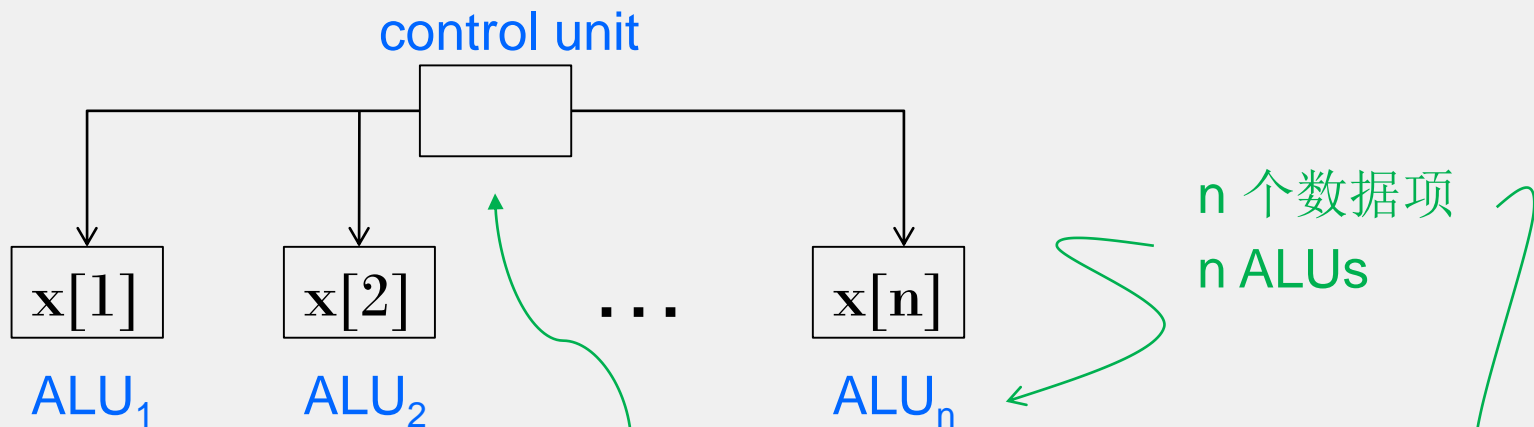 control unit
n 个数据项
n ALUs
x[1] x[2] ... x[n]
ALU₁ ALU₂ ALUₙ